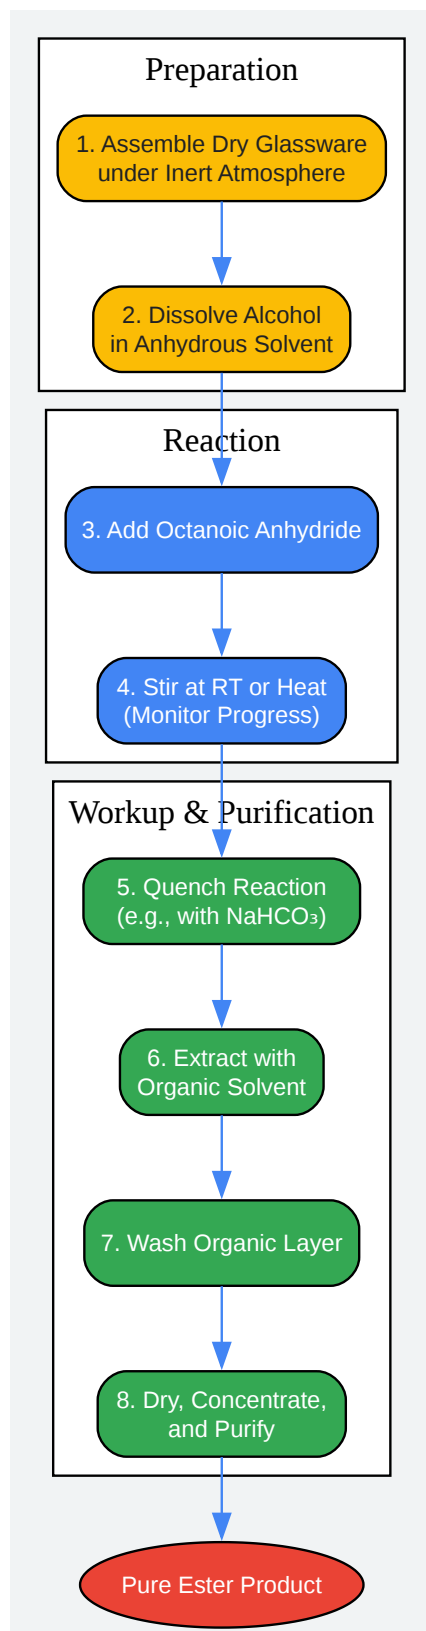 Preparation
1. Assemble Dry Glassware
under Inert Atmosphere
2. Dissolve Alcohol
in Anhydrous Solvent
Reaction
3. Add Octanoic Anhydride
4. Stir at RT or Heat
(Monitor Progress)
Workup & Purification
5. Quench Reaction
(e.g., with NaHCO₃)
6. Extract with
Organic Solvent
7. Wash Organic Layer
8. Dry, Concentrate,
and Purify
Pure Ester Product